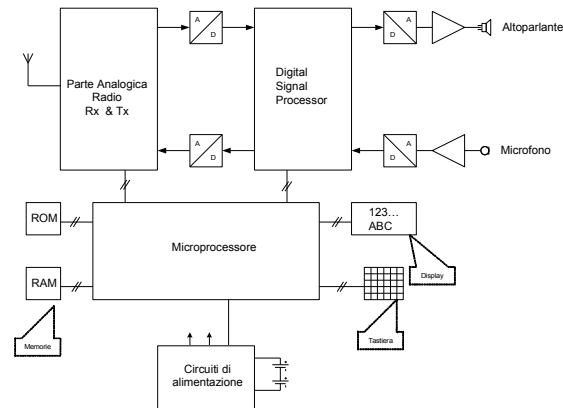 A
D
A
D
Altoparlante
Parte Analogica
Radio
Rx & Tx
Digital
Signal
Processor
A
D
A
D
Microfono
ROM
123...
ABC
Microprocessore
RAM
Display
Memorie
Tastiera
Circuiti di
alimentazione